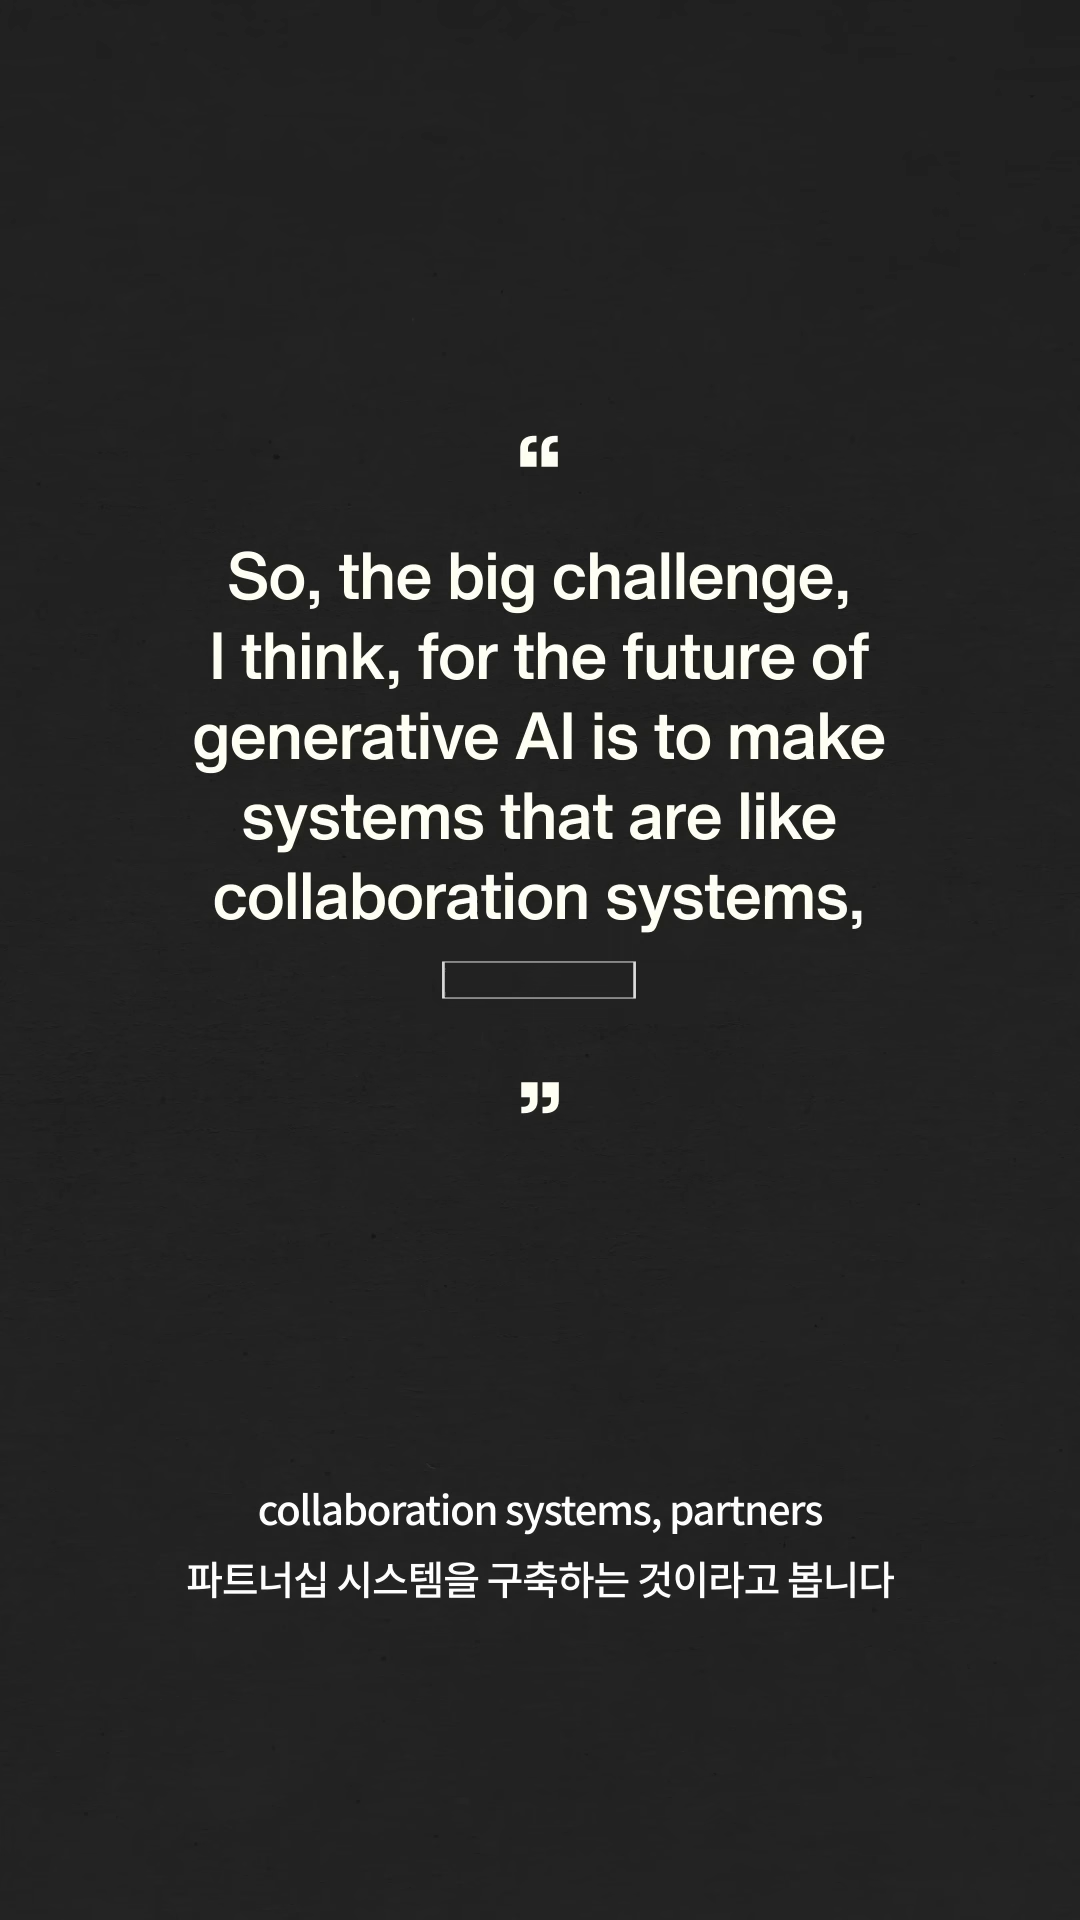 “
So, the big challenge,
I think, for the future of
generative AI is to make
systems that are like
collaboration systems,
”
collaboration systems, partners
파트너십 시스템을 구축하는 것이라고 봅니다